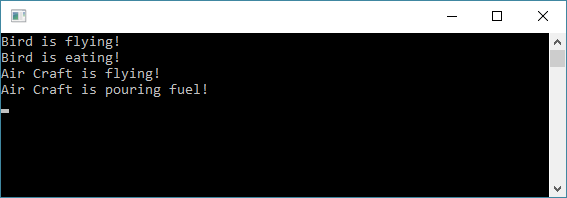 Bird is flying!
Bird is eating!
Air Craft is flying!
Air Craft is pouring fuel!